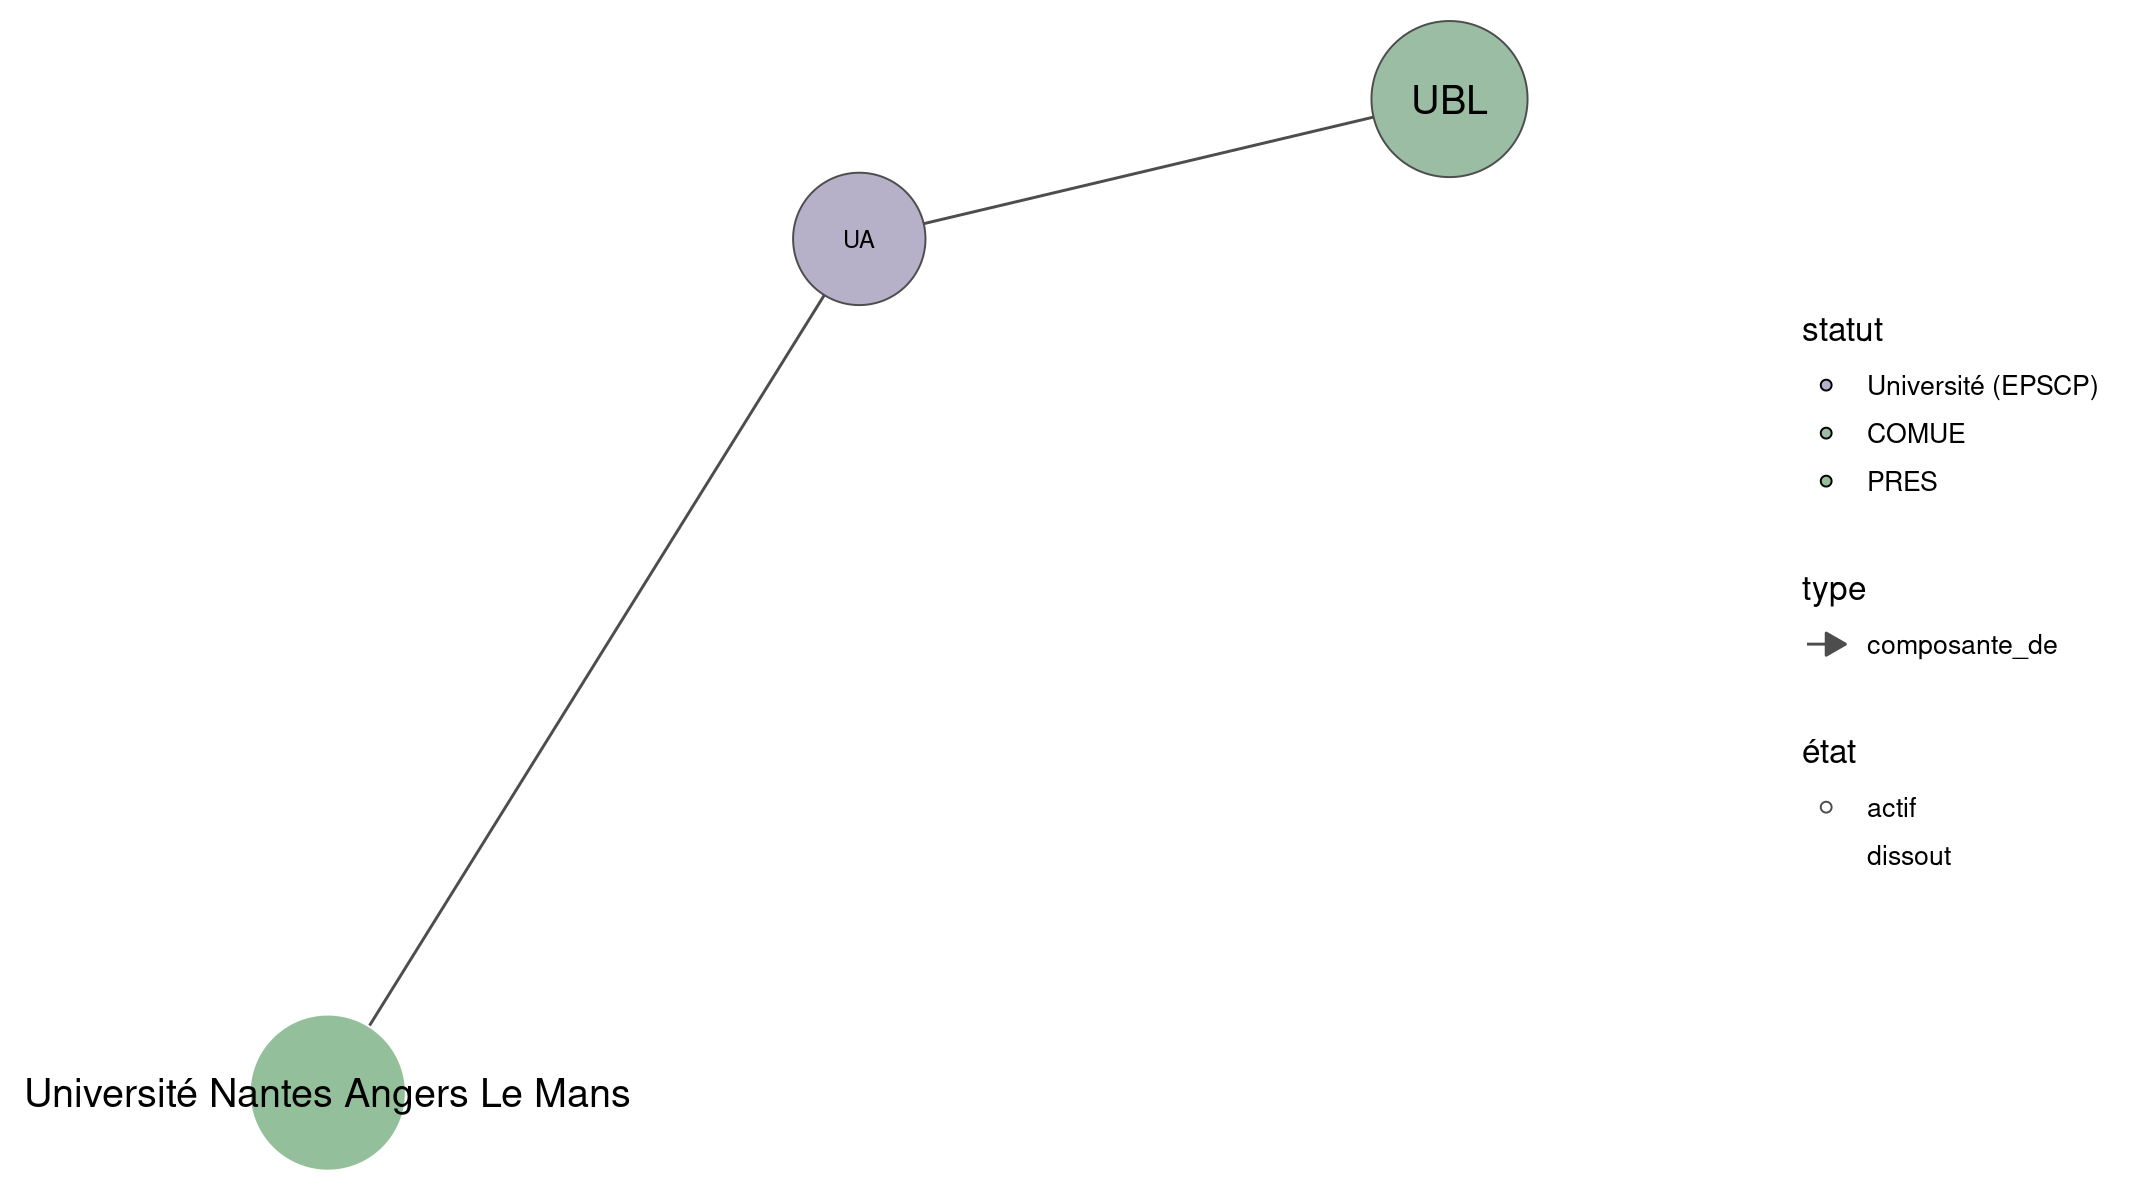 UBL
UA
Université Nantes Angers Le Mans
statut
Université (EPSCP)
COMUE
PRES
type
composante_de
état
actif
dissout